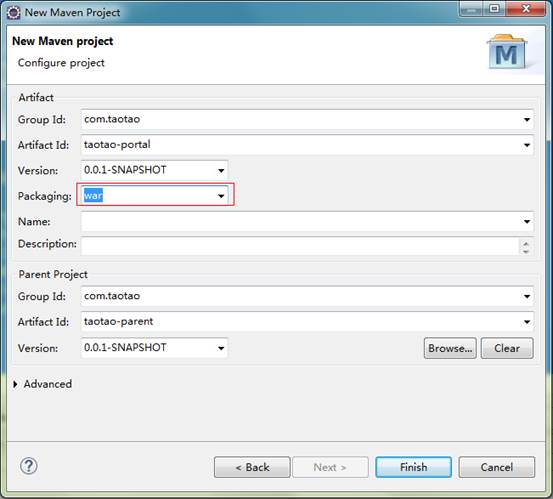 New Maven Project
New Maven project
Configure project
M
Artifact
Group Id: com.taotao
Artifact Id: taotao-portal
Version: 0.0.1-SNAPSHOT
Packaging: war
Name:
Description:
Parent Project
Group Id: com.taotao
Artifact Id: taotao-parent
Version: 0.0.1-SNAPSHOT Browse... Clear
Advanced
? < Back Next > Finish Cancel